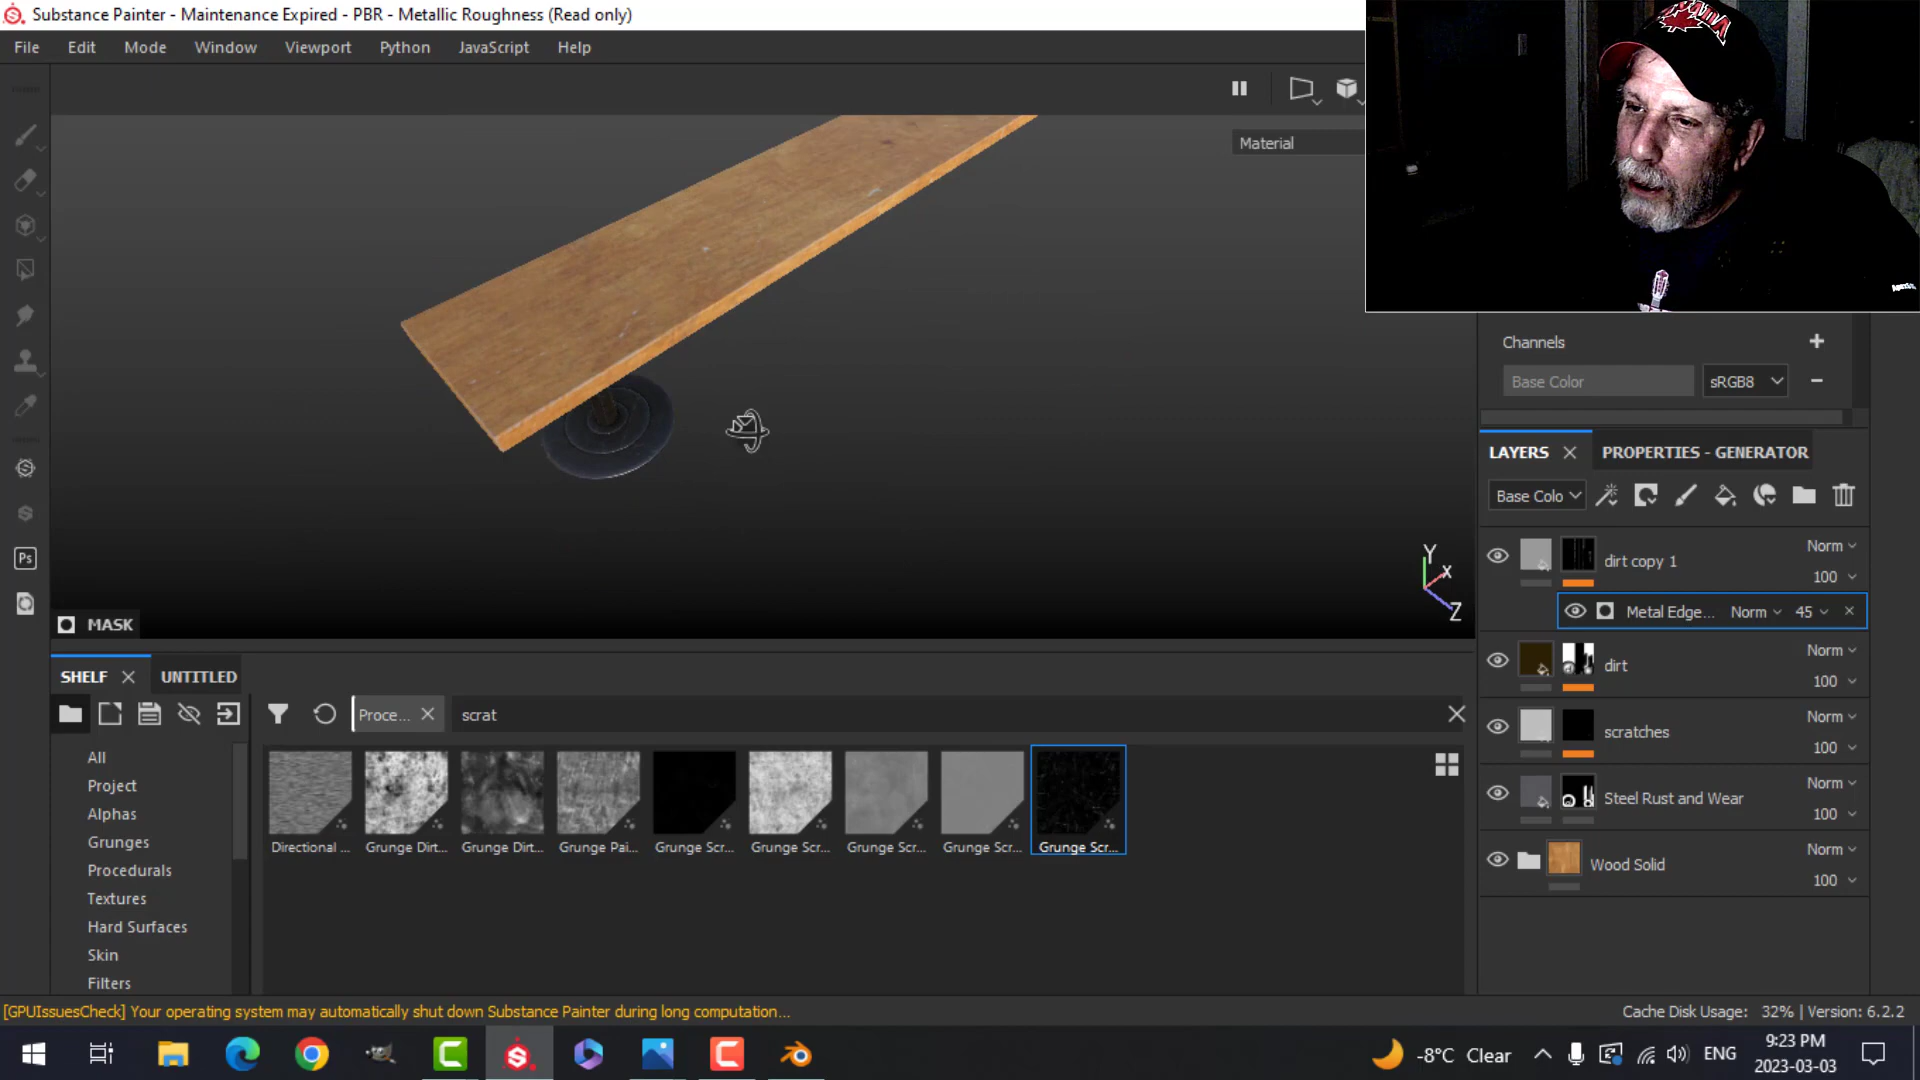 Substance Painter - Maintenance Expired - PBR - Metallic Roughness (Read only)
File Edit Mode Window Viewport Python JavaScript Help
Material
Channels
Base Color sRGB8
LAYERS PROPERTIES - GENERATOR
Base Colo
dirt copy 1 Norm
100
Metal Edge... Norm 45
dirt Norm
100
scratches Norm
100
Steel Rust and Wear Norm
100
Wood Solid Norm
100
Y
X
Z
MASK
SHELF UNTITLED
Proce... scrat
All
Project
Alphas
Grunges
Procedurals
Textures
Hard Surfaces
Skin
Filters
Directional ... Grunge Dirt... Grunge Dirt... Grunge Pai... Grunge Scr... Grunge Scr... Grunge Scr... Grunge Scr... Grunge Scr...
Ps
[GPUIssuesCheck] Your operating system may automatically shut down Substance Painter during long computation...
Cache Disk Usage: 32% | Version: 6.2.2
-8°C Clear ENG
9:23 PM
2023-03-03